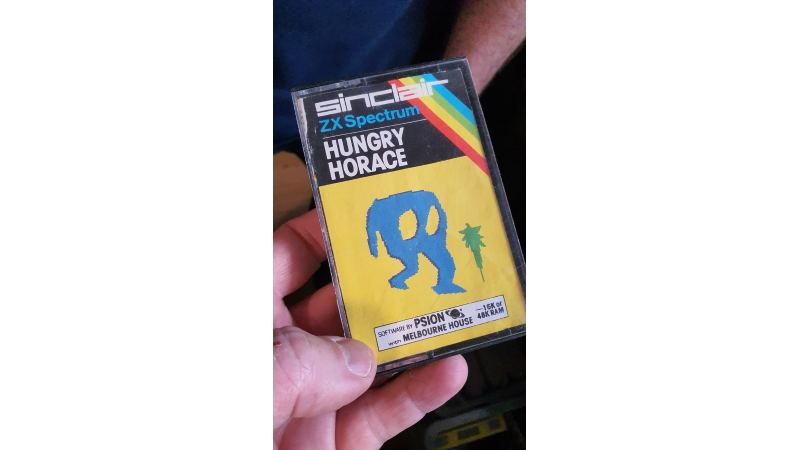 sinclair
ZX Spectrum
HUNGRY
HORACE
SOFTWARE BY PSION
with MELBOURNE HOUSE
—16K or
48K RAM